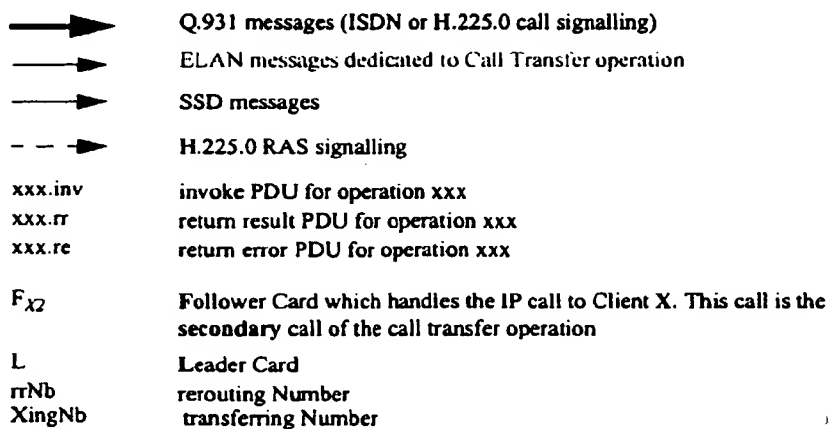 Q.931 messages (ISDN or H.225.0 call signalling)
ELAN messages dedicated to Call Transfer operation
SSD messages
H.225.0 RAS signalling
xxx.inv invoke PDU for operation xxx
xxx.rr return result PDU for operation xxx
xxx.re return error PDU for operation xxx
FX2 Follower Card which handles the IP call to Client X. This call is the
secondary call of the call transfer operation
L Leader Card
rrNb rerouting Number
XingNb transferring Number